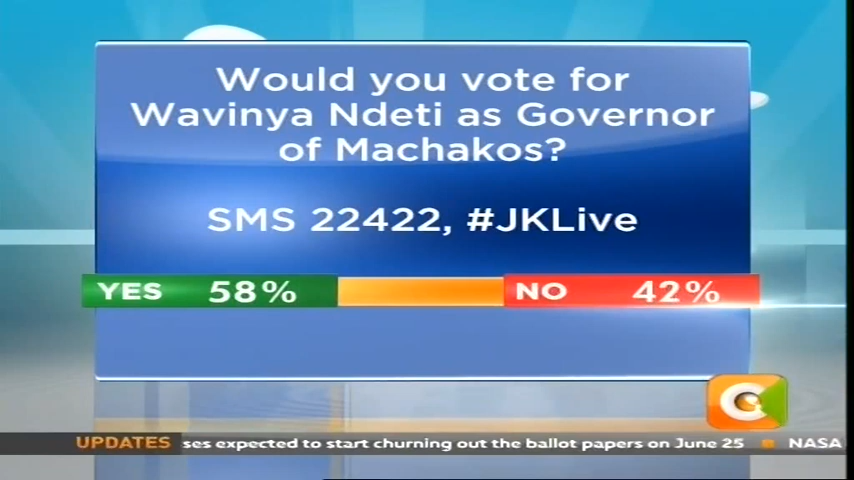 Would you vote for
Wavinya Ndeti as Governor
of Machakos?
SMS 22422, #JKLive
YES 58% NO 42%
UPDATES ses expected to start churning out the ballot papers on June 25 NASA